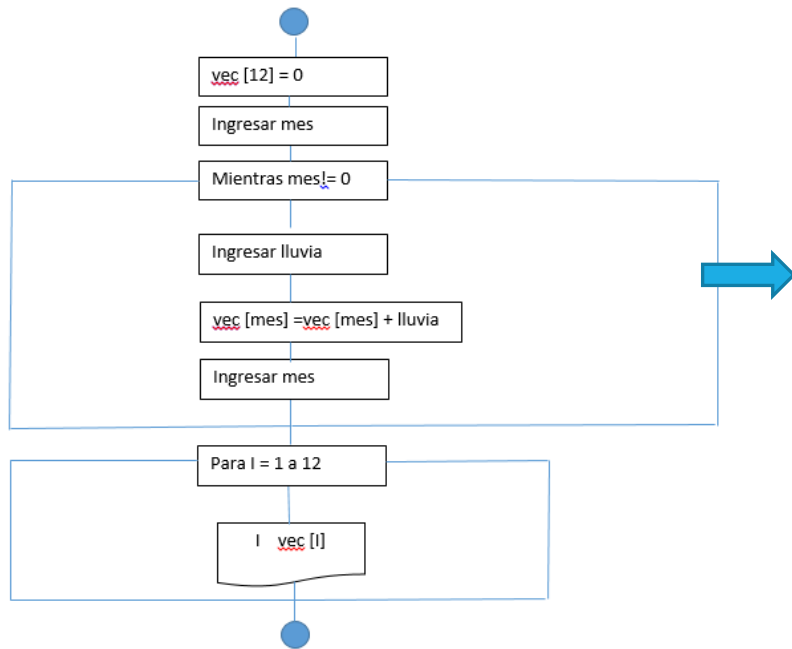 vec [12] = 0
Ingresar mes
Mientras mes!= 0
Ingresar lluvia
vec [mes] =vec [mes] + lluvia
Ingresar mes
Para I = 1 a 12
I vec [I]